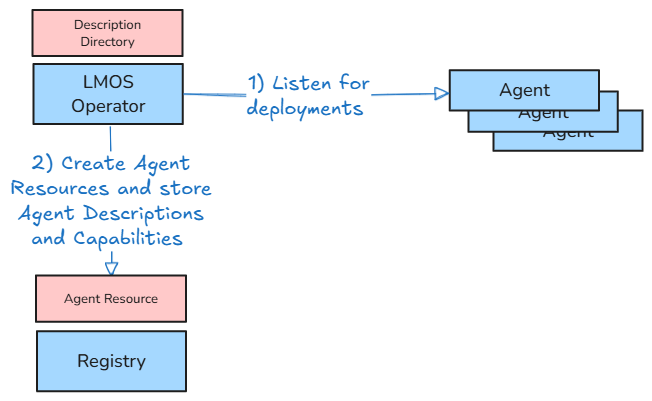 Description
Directory
LMOS
Operator
1) Listen for
deployments
Agent
Agent
Agent
2) Create Agent
Resources and store
Agent Descriptions
and Capabilities
Agent Resource
Registry